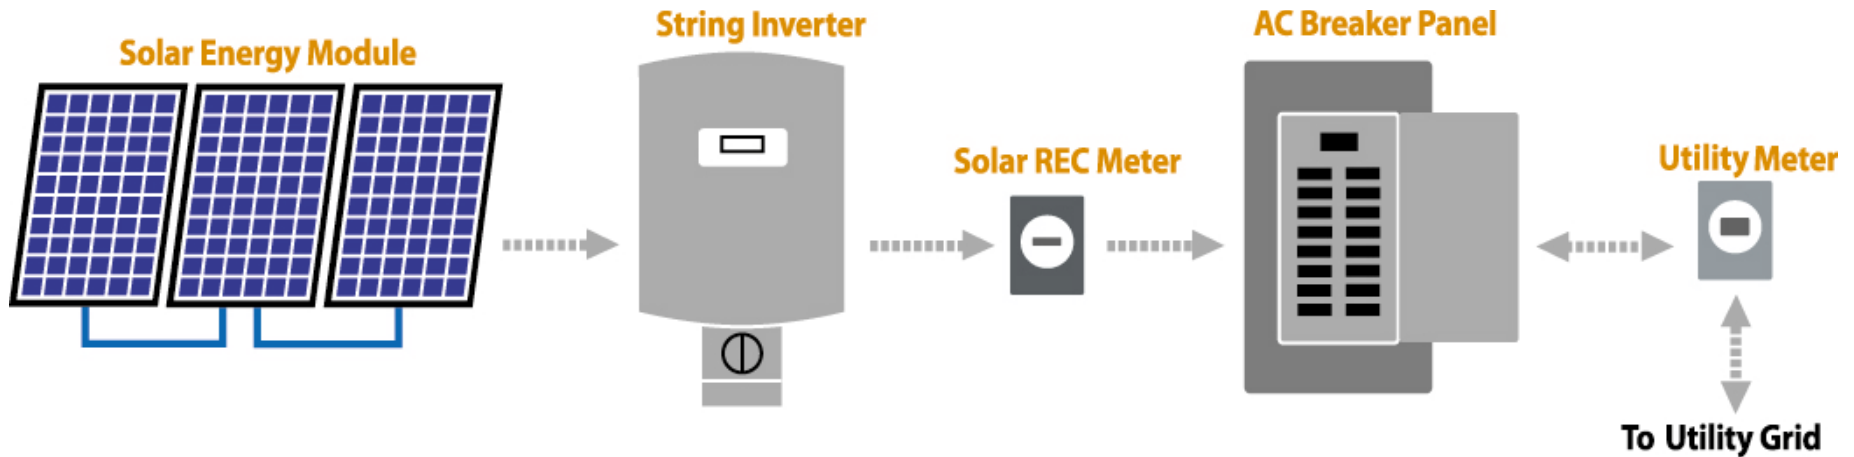 Solar Energy Module
String Inverter
Solar REC Meter
AC Breaker Panel
Utility Meter
To Utility Grid